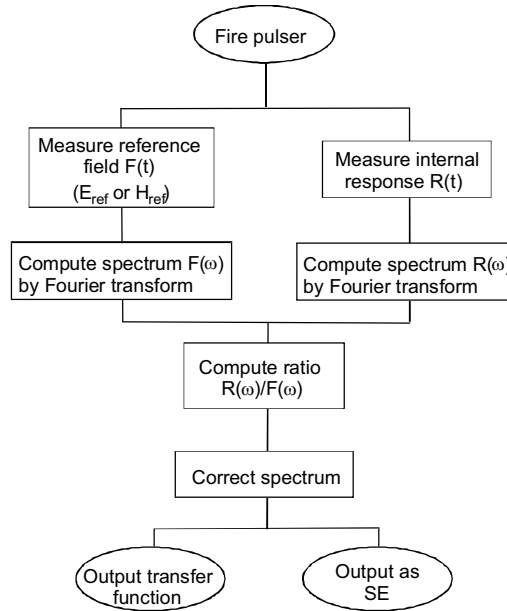 Fire pulser
Measure reference
field F(t)
(E_ref or H_ref)
Measure internal
response R(t)
Compute spectrum F(ω)
by Fourier transform
Compute spectrum R(ω)
by Fourier transform
Compute ratio
R(ω)/F(ω)
Correct spectrum
Output transfer
function
Output as
SE